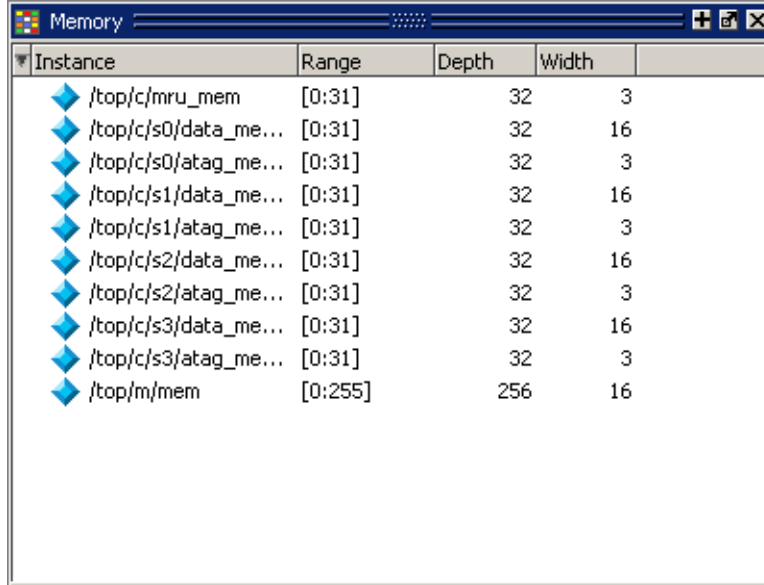 Memory
Instance Range Depth Width
/top/c/mru_mem [0:31] 32 3
/top/c/s0/data_me... [0:31] 32 16
/top/c/s0/atag_me... [0:31] 32 3
/top/c/s1/data_me... [0:31] 32 16
/top/c/s1/atag_me... [0:31] 32 3
/top/c/s2/data_me... [0:31] 32 16
/top/c/s2/atag_me... [0:31] 32 3
/top/c/s3/data_me... [0:31] 32 16
/top/c/s3/atag_me... [0:31] 32 3
/top/m/mem [0:255] 256 16